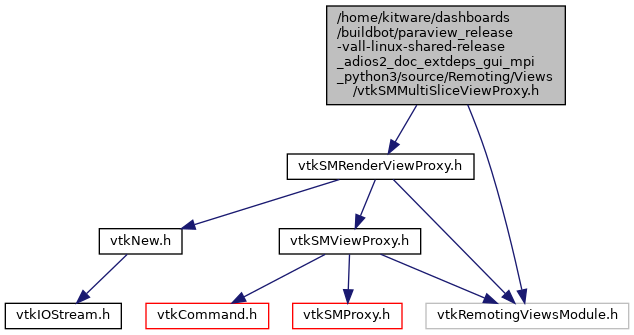 /home/kitware/dashboards
/buildbot/paraview_release
-vall-linux-shared-release
_adios2_doc_extdeps_gui_mpi
_python3/source/Remoting/Views
/vtkSMMultiSliceViewProxy.h
vtkSMRenderViewProxy.h
vtkNew.h
vtkSMViewProxy.h
vtkIOStream.h
vtkCommand.h
vtkSMProxy.h
vtkRemotingViewsModule.h